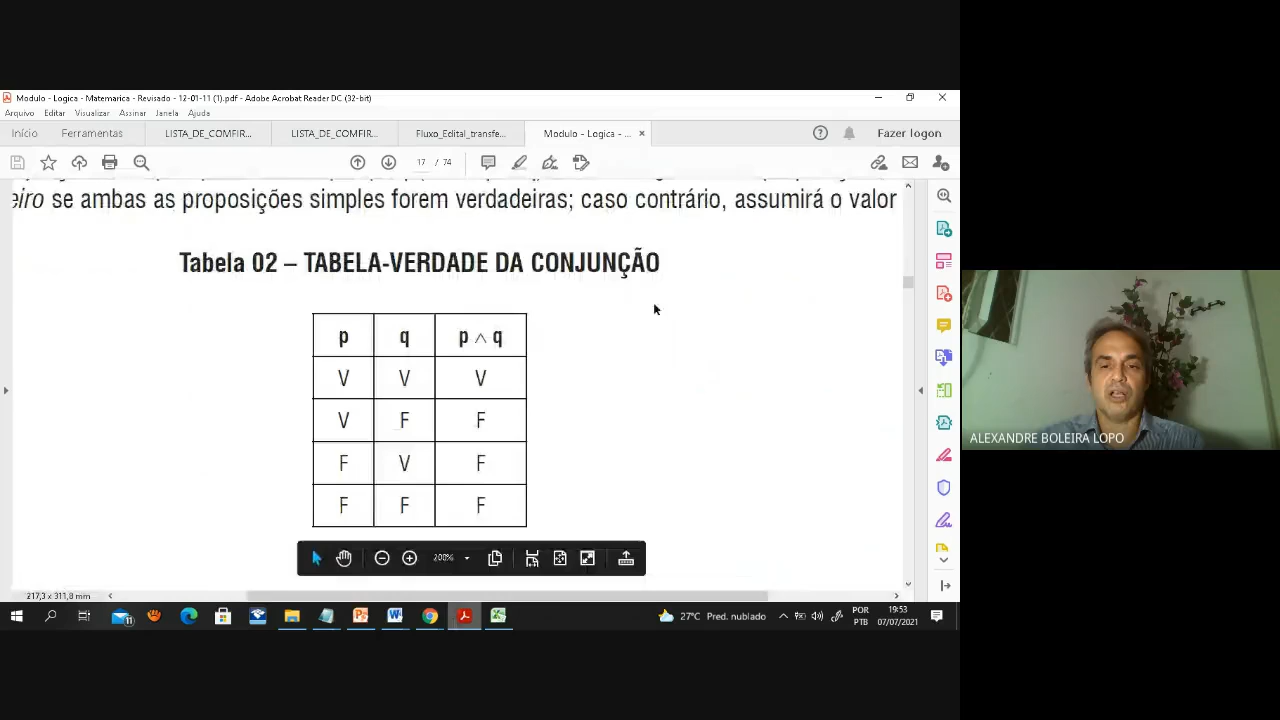 Modulo - Logica - Matemarica - Revisado - 12-01-11 (1).pdf - Adobe Acrobat Reader DC (32-bit)
Arquivo Editar Visualizar Assinar Janela Ajuda
Início Ferramentas LISTA_DE_COMFIR... LISTA_DE_COMFIR... Fluxo_Edital_transfe... Modulo - Logica - ... × ? Fazer logon
17 / 74
eiro se ambas as proposições simples forem verdadeiras; caso contrário, assumirá o valor
Tabela 02 – TABELA-VERDADE DA CONJUNÇÃO
p q p ∧ q
V V V
V F F
F V F
F F F
200%
217,3 x 311,8 mm
ALEXANDRE BOLEIRA LOPO
11 27°C Pred. nublado POR 19:53
PTB 07/07/2021